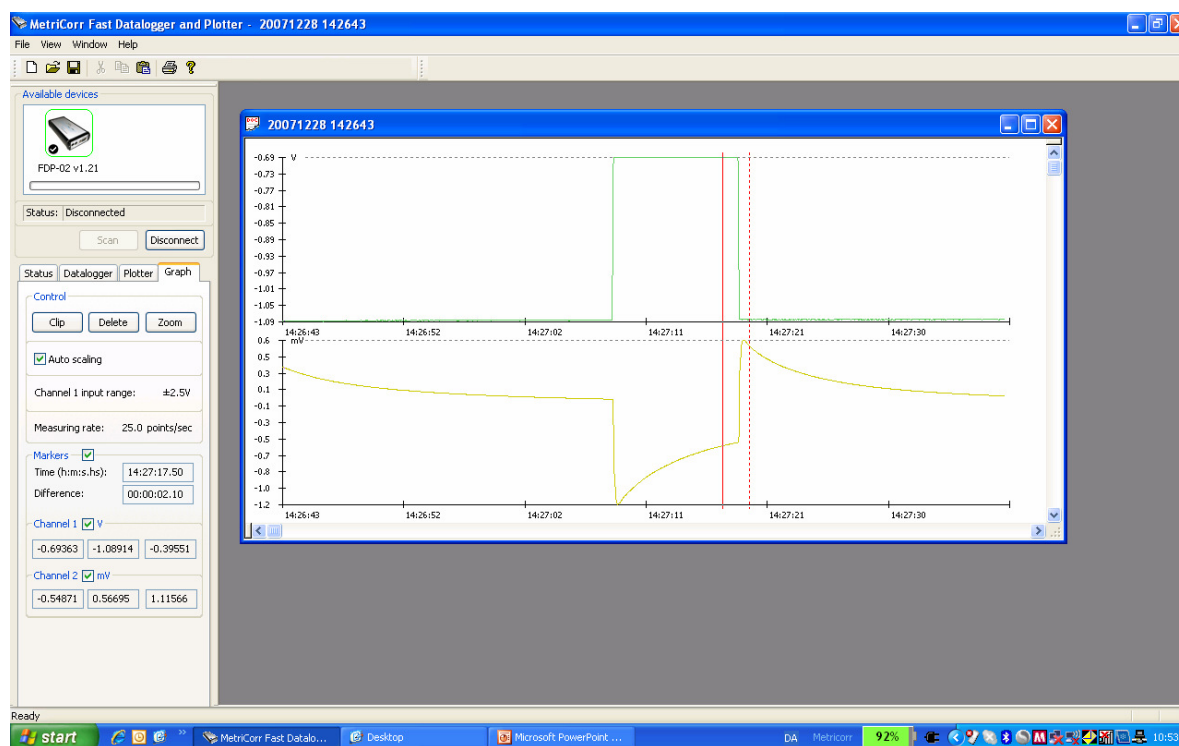 MetriCorr Fast Datalogger and Plotter - 20071228 142643
File View Window Help
Available devices
FDP-02 v1.21
Status: Disconnected
Scan Disconnect
Status Datalogger Plotter Graph
Control
Clip Delete Zoom
Auto scaling
Channel 1 input range: ±2.5V
Measuring rate: 25.0 points/sec
Markers
Time (h:m:s.hs): 14:27:17.50
Difference: 00:00:02.10
Channel 1 V
-0.69363 -1.08914 -0.39551
Channel 2 mV
-0.54871 0.56695 1.11566
20071228 142643
-0.69 V
-0.73
-0.77
-0.81
-0.85
-0.89
-0.93
-0.97
-1.01
-1.05
-1.09
14:26:43 14:26:52 14:27:02 14:27:11 14:27:21 14:27:30
0.6 mV
0.5
0.3
0.1
-0.1
-0.3
-0.5
-0.7
-0.8
-1.0
-1.2
14:26:43 14:26:52 14:27:02 14:27:11 14:27:21 14:27:30
Ready
start MetriCorr Fast Datalo... Desktop Microsoft PowerPoint ... DA Metricorr 92% 10:53